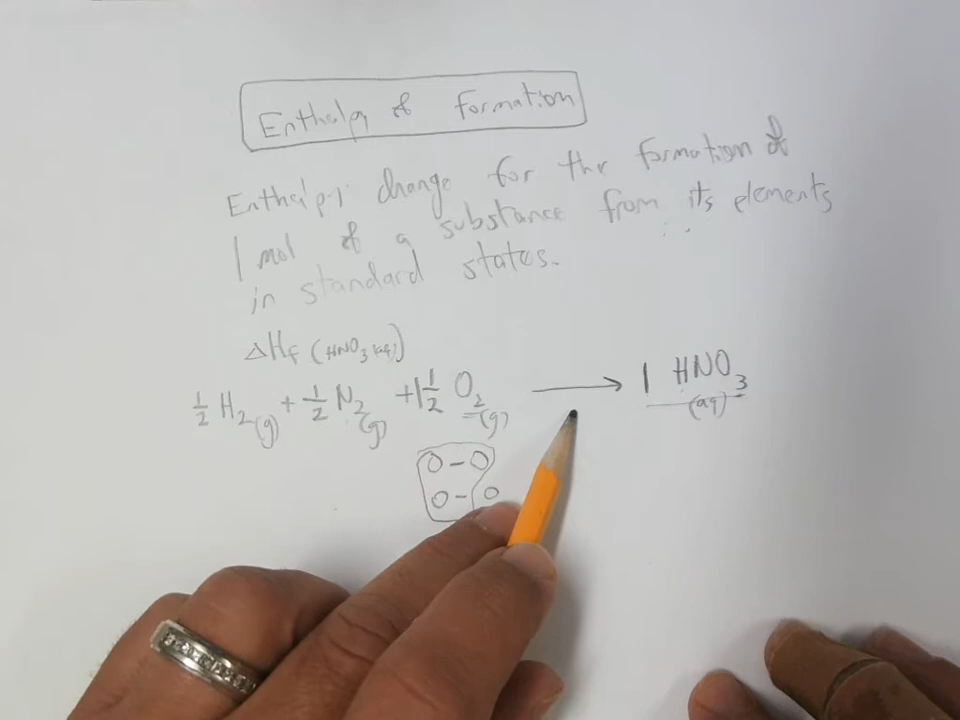 Enthalpy of formation
Enthalpy change for the formation of
1 mol of a substance from its elements
in standard states.
ΔHf (HNO3(aq))
½ H2(g) + ½ N2(g) + 1½ O2(g) → 1 HNO3(aq)
O-O
O-O